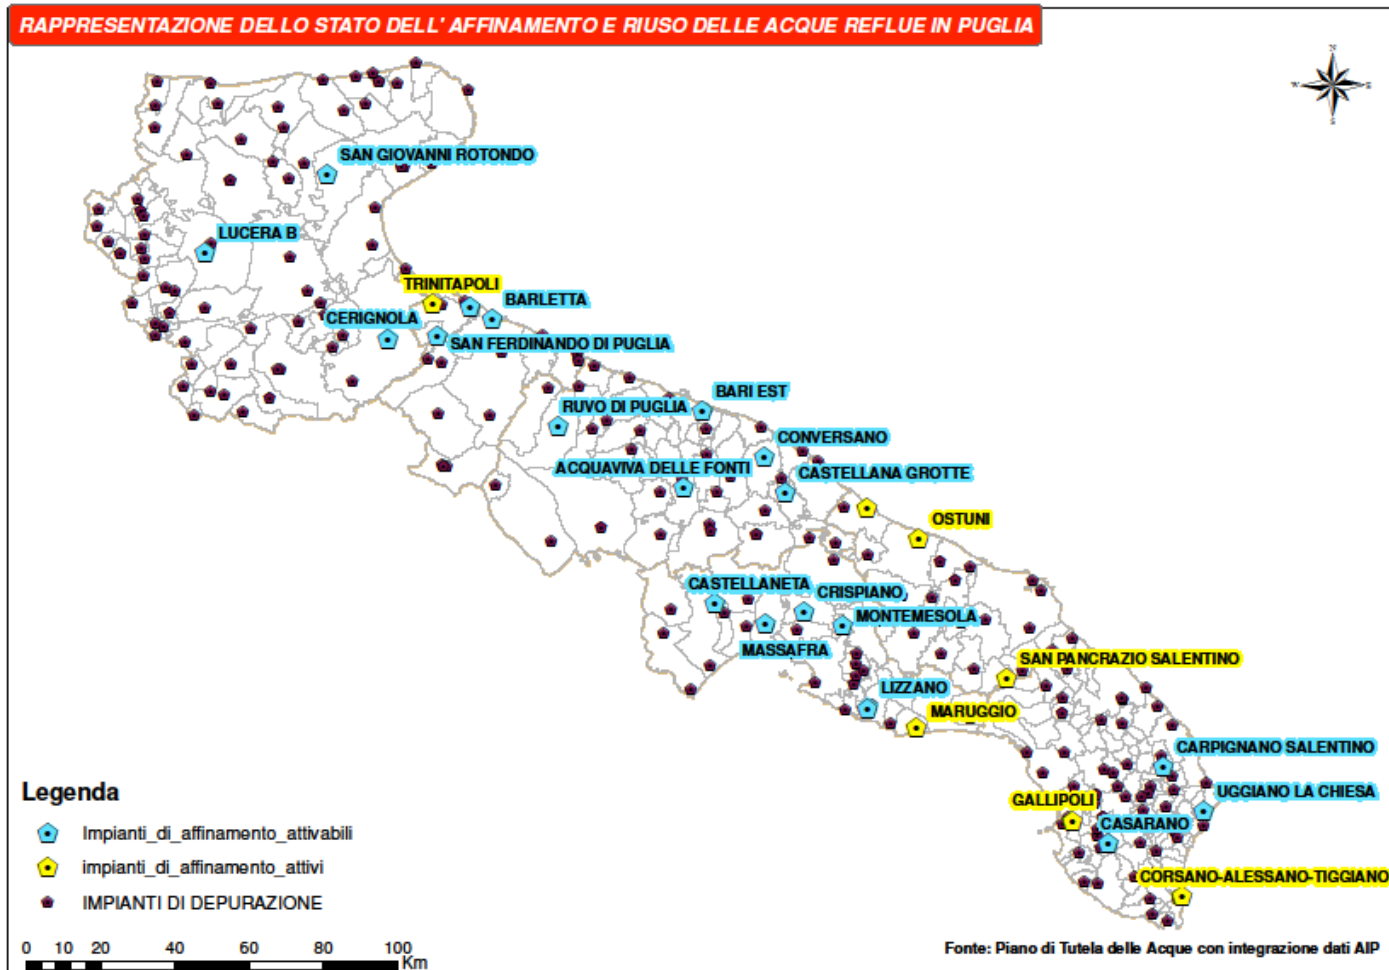 RAPPRESENTAZIONE DELLO STATO DELL' AFFINAMENTO E RIUSO DELLE ACQUE REFLUE IN PUGLIA
N
W E
S
SAN GIOVANNI ROTONDO
LUCERA B
TRINITAPOLI
BARLETTA
CERIGNOLA
SAN FERDINANDO DI PUGLIA
BARI EST
RUVO DI PUGLIA
CONVERSANO
ACQUAVIVA DELLE FONTI
CASTELLANA GROTTE
OSTUNI
CASTELLANETA
CRISPIANO
MONTEMESOLA
MASSAFRA
SAN PANCRAZIO SALENTINO
LIZZANO
MARUGGIO
CARPIGNANO SALENTINO
UGGIANO LA CHIESA
GALLIPOLI
CASARANO
CORSANO-ALESSANO-TIGGIANO
Legenda
Impianti_di_affinamento_attivabili
impianti_di_affinamento_attivi
IMPIANTI DI DEPURAZIONE
0 10 20 40 60 80 100
Km
Fonte: Piano di Tutela delle Acque con integrazione dati AIP